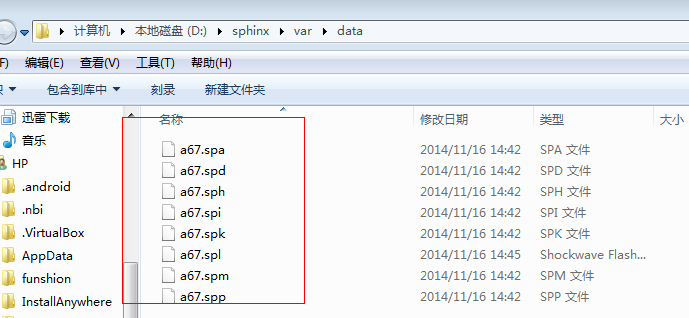 计算机 本地磁盘 (D:) sphinx var data
F) 编辑(E) 查看(V) 工具(T) 帮助(H)
包含到库中 刻录 新建文件夹
迅雷下载
音乐
HP
.android
.nbi
.VirtualBox
AppData
funshion
InstallAnywhere
名称 修改日期 类型 大小
a67.spa 2014/11/16 14:42 SPA 文件
a67.spd 2014/11/16 14:42 SPD 文件
a67.sph 2014/11/16 14:42 SPH 文件
a67.spi 2014/11/16 14:42 SPI 文件
a67.spk 2014/11/16 14:42 SPK 文件
a67.spl 2014/11/16 14:45 Shockwave Flash...
a67.spm 2014/11/16 14:42 SPM 文件
a67.spp 2014/11/16 14:42 SPP 文件